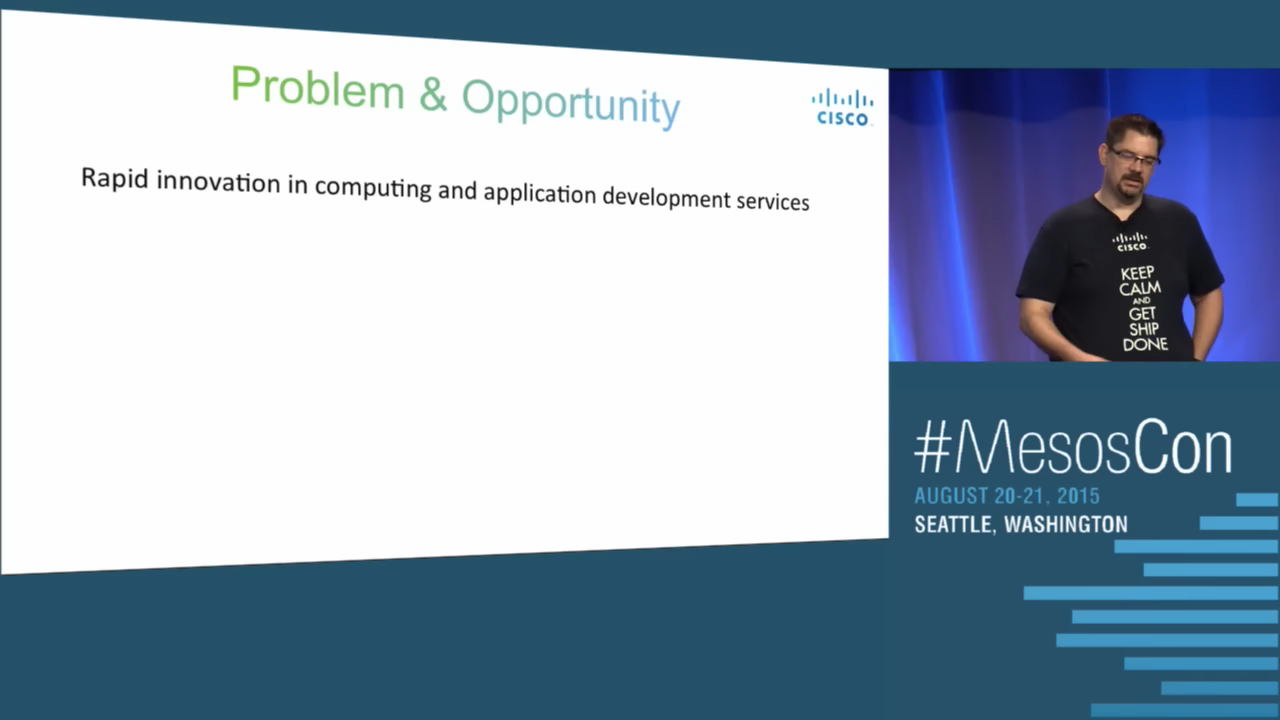 Problem & Opportunity
CISCO
Rapid innovation in computing and application development services
CISCO
KEEP
CALM
AND
GET
SHIP
DONE
#MesosCon
AUGUST 20-21, 2015
SEATTLE, WASHINGTON